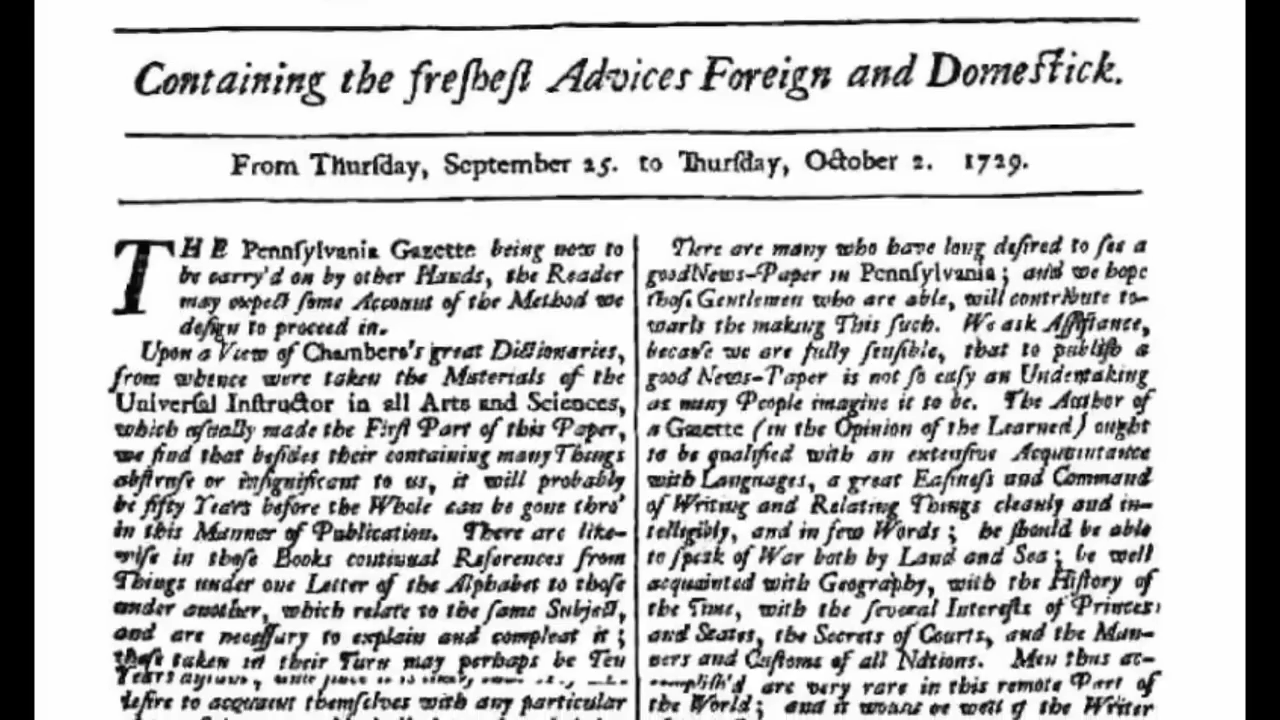 Containing the freſheſt Advices Foreign and Domeſtick.
From Thurſday, September 25. to Thurſday, October 2. 1729.
THE Pennſylvania Gazette being now to
be carry'd on by other Hands, the Reader
may expect ſome Account of the Method we
deſign to proceed in.
Upon a View of Chambers's great Dictionaries,
from whence were taken the Materials of the
Univerſal Inſtructor in all Arts and Sciences,
which uſually made the Firſt Part of this Paper,
we find that beſides their containing many Things
abſtruſe or inſignificant to us, it will probably
be fifty Years before the Whole can be gone thro'
in this Manner of Publication. There are like-
wiſe in thoſe Books continual References from
Things under one Letter of the Alphabet to thoſe
under another, which relate to the ſame Subject,
and are neceſſary to explain and compleat it;
theſe taken in their Turn may perhaps be Ten
Years
deſire to acquaint themſelves with any particular
There are many who have long deſired to ſee a
good News-Paper in Pennſylvania; and we hope
thoſe Gentlemen who are able, will contribute to-
wards the making This ſuch. We ask Aſſiſtance,
becauſe we are fully ſenſible, that to publiſh a
good News-Paper is not ſo eaſy an Undertaking
as many People imagine it to be. The Author of
a Gazette (in the Opinion of the Learned) ought
to be qualified with an extenſive Acquaintance
with Languages, a great Eaſineſs and Command
of Writing and Relating Things cleanly and in-
telligibly, and in few Words; he ſhould be able
to ſpeak of War both by Land and Sea; be well
acquainted with Geography, with the Hiſtory of
the Time, with the ſeveral Intereſts of Princes
and States, the Secrets of Courts, and the Man-
ners and Cuſtoms of all Nations. Men thus ac-
compliſh'd are very rare in this remote Part of
the World; and it would be well if the Writer